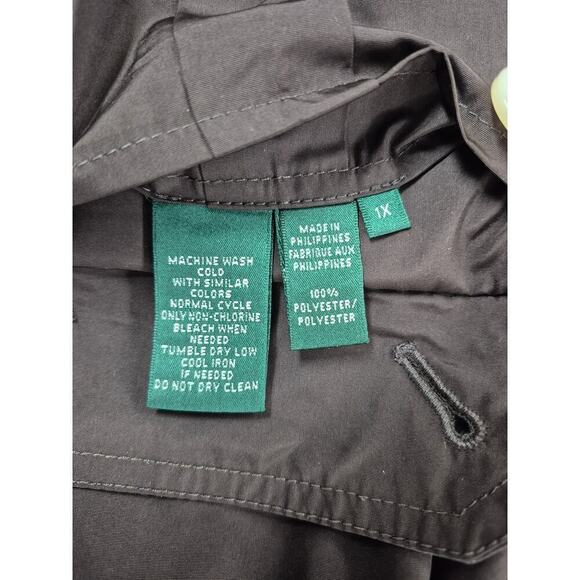 MACHINE WASH
COLD
WITH SIMILAR
COLORS
NORMAL CYCLE
ONLY NON-CHLORINE
BLEACH WHEN
NEEDED
TUMBLE DRY LOW
COOL IRON
IF NEEDED
DO NOT DRY CLEAN
MADE IN
PHILIPPINES
FABRIQUE AUX
PHILIPPINES
100%
POLYESTER/
POLYESTER
1X